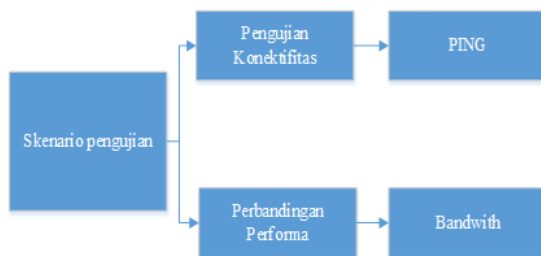 Pengujian
Konektifitas
PING
Skenario pengujian
Perbandingan
Performa
Bandwith